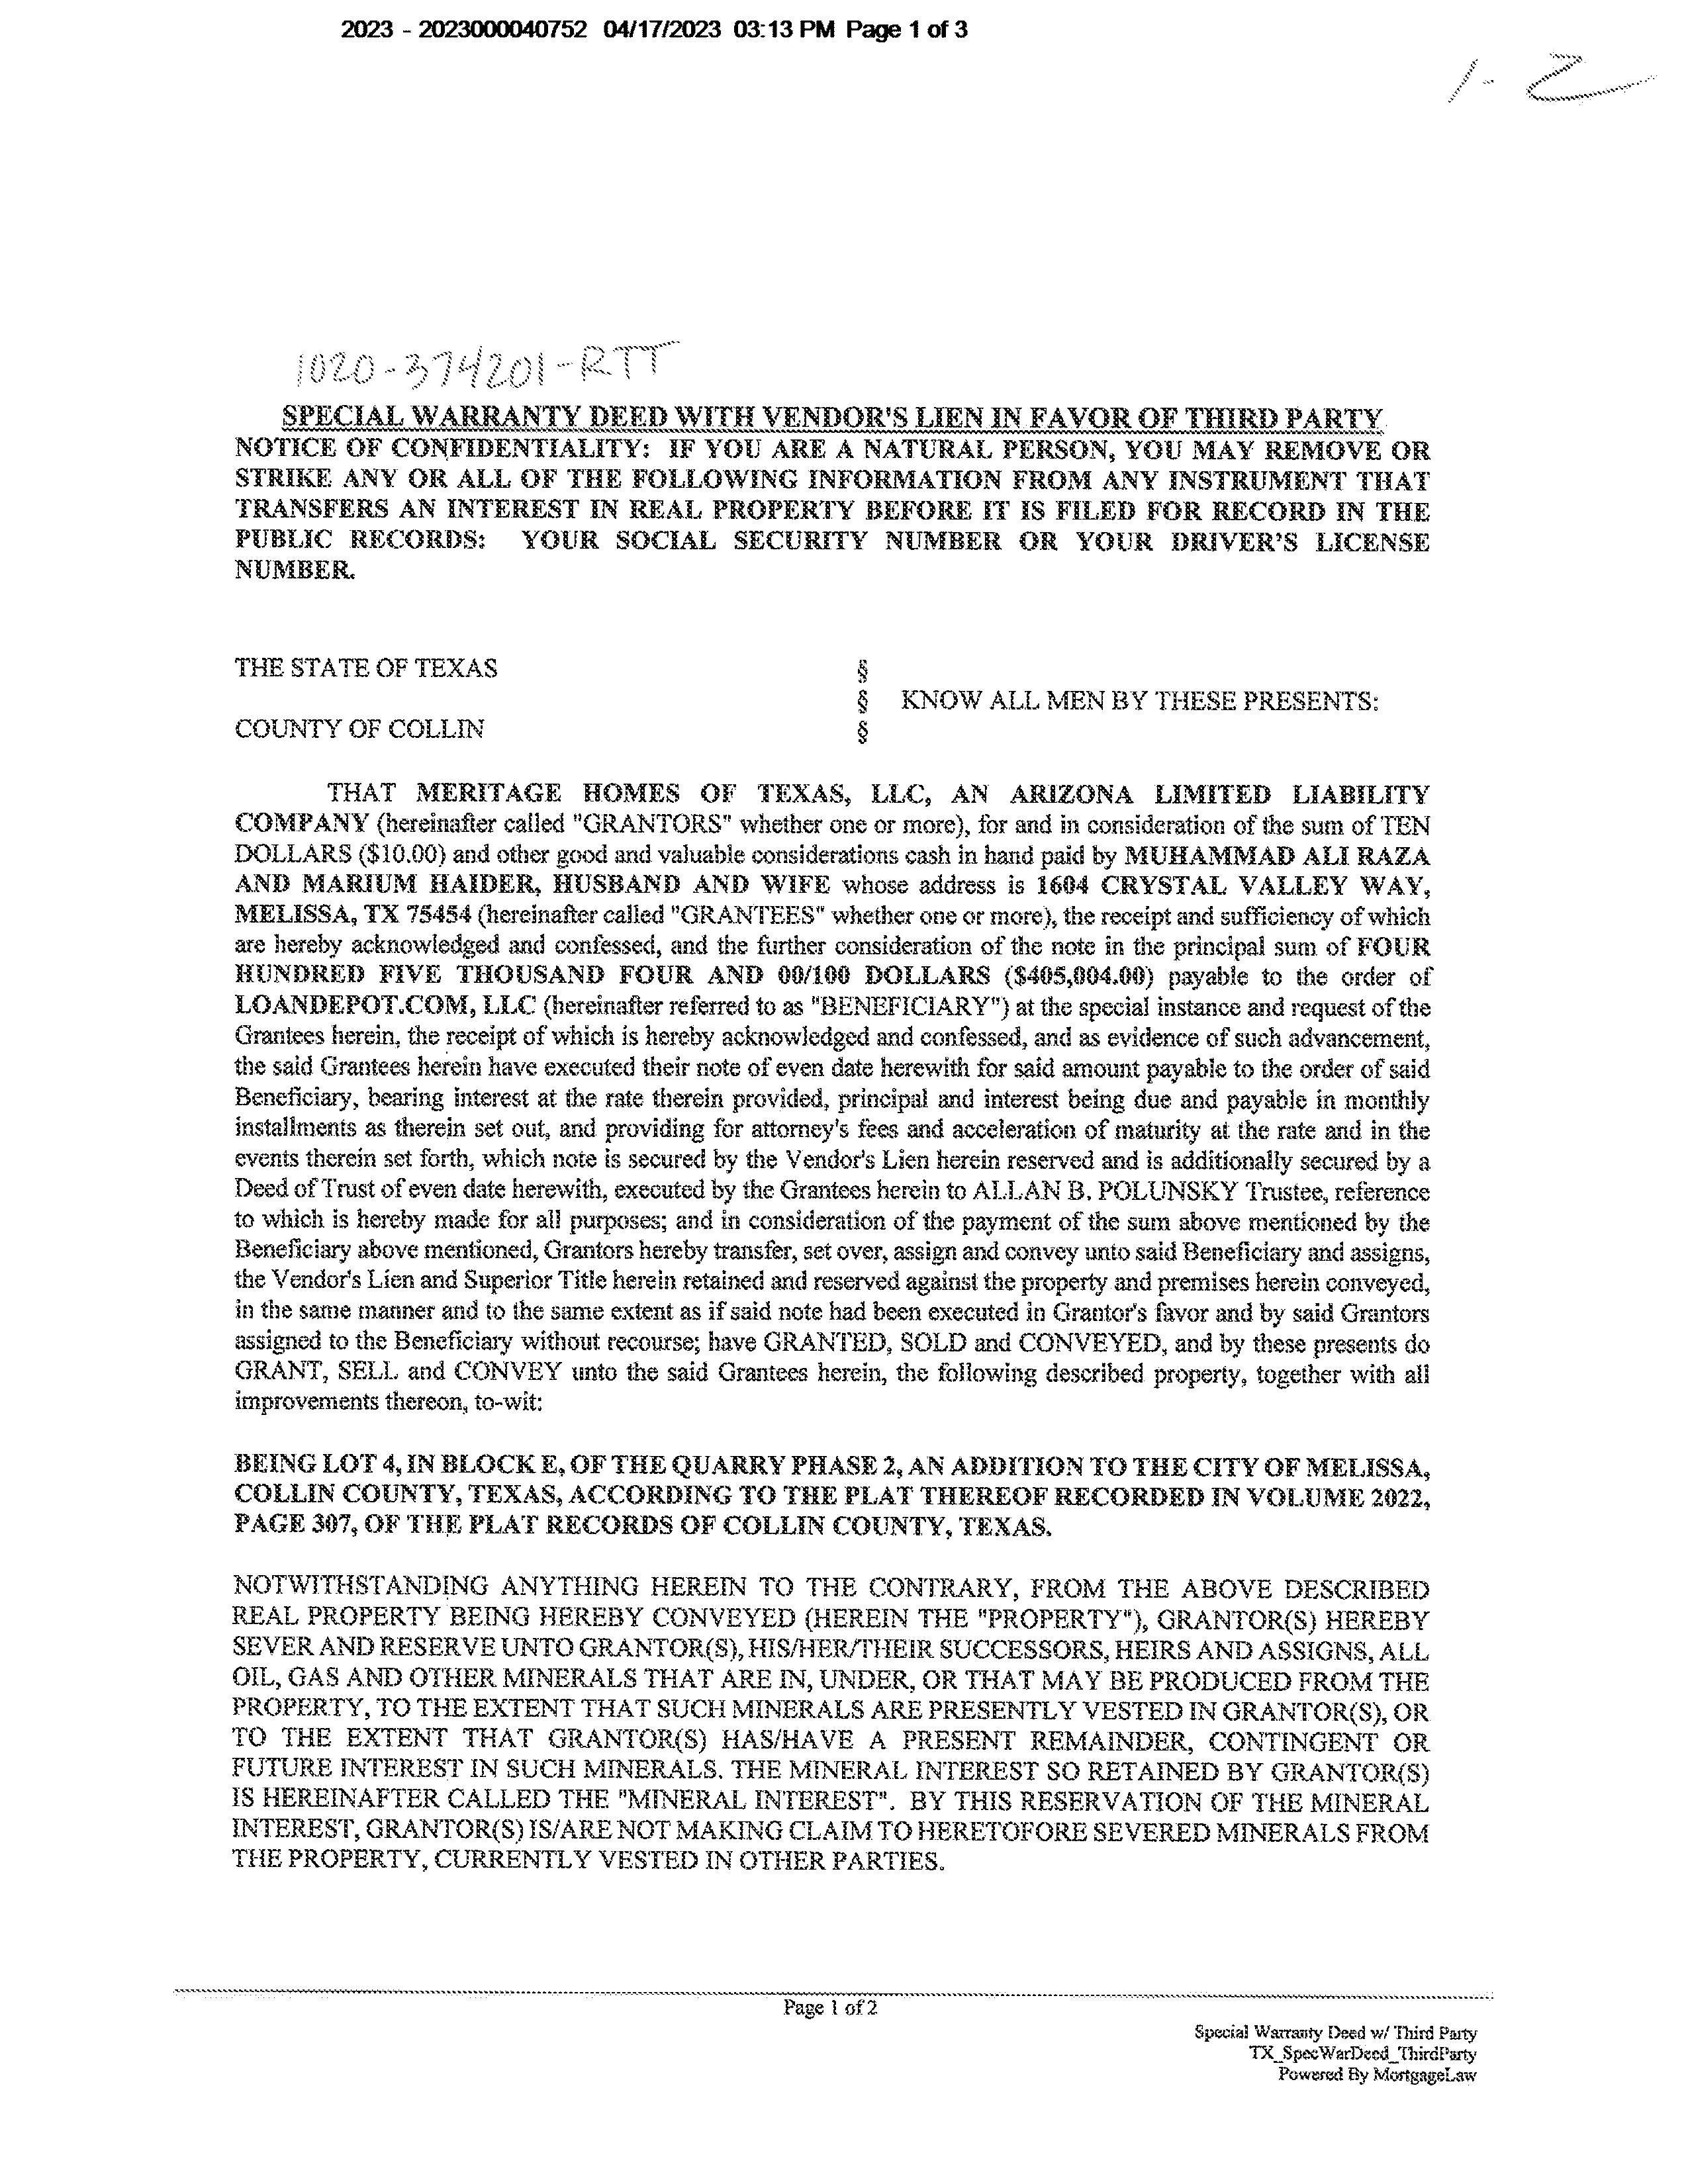 2023 - 2023000040752 04/17/2023 03:13 PM Page 1 of 3
1-2
1020-374201-RTT
SPECIAL WARRANTY DEED WITH VENDOR'S LIEN IN FAVOR OF THIRD PARTY
NOTICE OF CONFIDENTIALITY: IF YOU ARE A NATURAL PERSON, YOU MAY REMOVE OR
STRIKE ANY OR ALL OF THE FOLLOWING INFORMATION FROM ANY INSTRUMENT THAT
TRANSFERS AN INTEREST IN REAL PROPERTY BEFORE IT IS FILED FOR RECORD IN THE
PUBLIC RECORDS: YOUR SOCIAL SECURITY NUMBER OR YOUR DRIVER'S LICENSE
NUMBER.
THE STATE OF TEXAS §
§ KNOW ALL MEN BY THESE PRESENTS:
COUNTY OF COLLIN §
THAT MERITAGE HOMES OF TEXAS, LLC, AN ARIZONA LIMITED LIABILITY
COMPANY (hereinafter called "GRANTORS" whether one or more), for and in consideration of the sum of TEN
DOLLARS ($10.00) and other good and valuable considerations cash in hand paid by MUHAMMAD ALI RAZA
AND MARIUM HAIDER, HUSBAND AND WIFE whose address is 1604 CRYSTAL VALLEY WAY,
MELISSA, TX 75454 (hereinafter called "GRANTEES" whether one or more), the receipt and sufficiency of which
are hereby acknowledged and confessed, and the further consideration of the note in the principal sum of FOUR
HUNDRED FIVE THOUSAND FOUR AND 00/100 DOLLARS ($405,004.00) payable to the order of
LOANDEPOT.COM, LLC (hereinafter referred to as "BENEFICIARY") at the special instance and request of the
Grantees herein, the receipt of which is hereby acknowledged and confessed, and as evidence of such advancement,
the said Grantees herein have executed their note of even date herewith for said amount payable to the order of said
Beneficiary, bearing interest at the rate therein provided, principal and interest being due and payable in monthly
installments as therein set out, and providing for attorney's fees and acceleration of maturity at the rate and in the
events therein set forth, which note is secured by the Vendor's Lien herein reserved and is additionally secured by a
Deed of Trust of even date herewith, executed by the Grantees herein to ALLAN B. POLUNSKY Trustee, reference
to which is hereby made for all purposes; and in consideration of the payment of the sum above mentioned by the
Beneficiary above mentioned, Grantors hereby transfer, set over, assign and convey unto said Beneficiary and assigns,
the Vendor's Lien and Superior Title herein retained and reserved against the property and premises herein conveyed,
in the same manner and to the same extent as if said note had been executed in Grantor's favor and by said Grantors
assigned to the Beneficiary without recourse; have GRANTED, SOLD and CONVEYED, and by these presents do
GRANT, SELL and CONVEY unto the said Grantees herein, the following described property, together with all
improvements thereon, to-wit:
BEING LOT 4, IN BLOCK E, OF THE QUARRY PHASE 2, AN ADDITION TO THE CITY OF MELISSA,
COLLIN COUNTY, TEXAS, ACCORDING TO THE PLAT THEREOF RECORDED IN VOLUME 2022,
PAGE 307, OF THE PLAT RECORDS OF COLLIN COUNTY, TEXAS.
NOTWITHSTANDING ANYTHING HEREIN TO THE CONTRARY, FROM THE ABOVE DESCRIBED
REAL PROPERTY BEING HEREBY CONVEYED (HEREIN THE "PROPERTY"), GRANTOR(S) HEREBY
SEVER AND RESERVE UNTO GRANTOR(S), HIS/HER/THEIR SUCCESSORS, HEIRS AND ASSIGNS, ALL
OIL, GAS AND OTHER MINERALS THAT ARE IN, UNDER, OR THAT MAY BE PRODUCED FROM THE
PROPERTY, TO THE EXTENT THAT SUCH MINERALS ARE PRESENTLY VESTED IN GRANTOR(S), OR
TO THE EXTENT THAT GRANTOR(S) HAS/HAVE A PRESENT REMAINDER, CONTINGENT OR
FUTURE INTEREST IN SUCH MINERALS. THE MINERAL INTEREST SO RETAINED BY GRANTOR(S)
IS HEREINAFTER CALLED THE "MINERAL INTEREST". BY THIS RESERVATION OF THE MINERAL
INTEREST, GRANTOR(S) IS/ARE NOT MAKING CLAIM TO HERETOFORE SEVERED MINERALS FROM
THE PROPERTY, CURRENTLY VESTED IN OTHER PARTIES.
Page 1 of 2
Special Warranty Deed w/ Third Party
TX_SpecWarDeed_ThirdParty
Powered By MortgageLaw